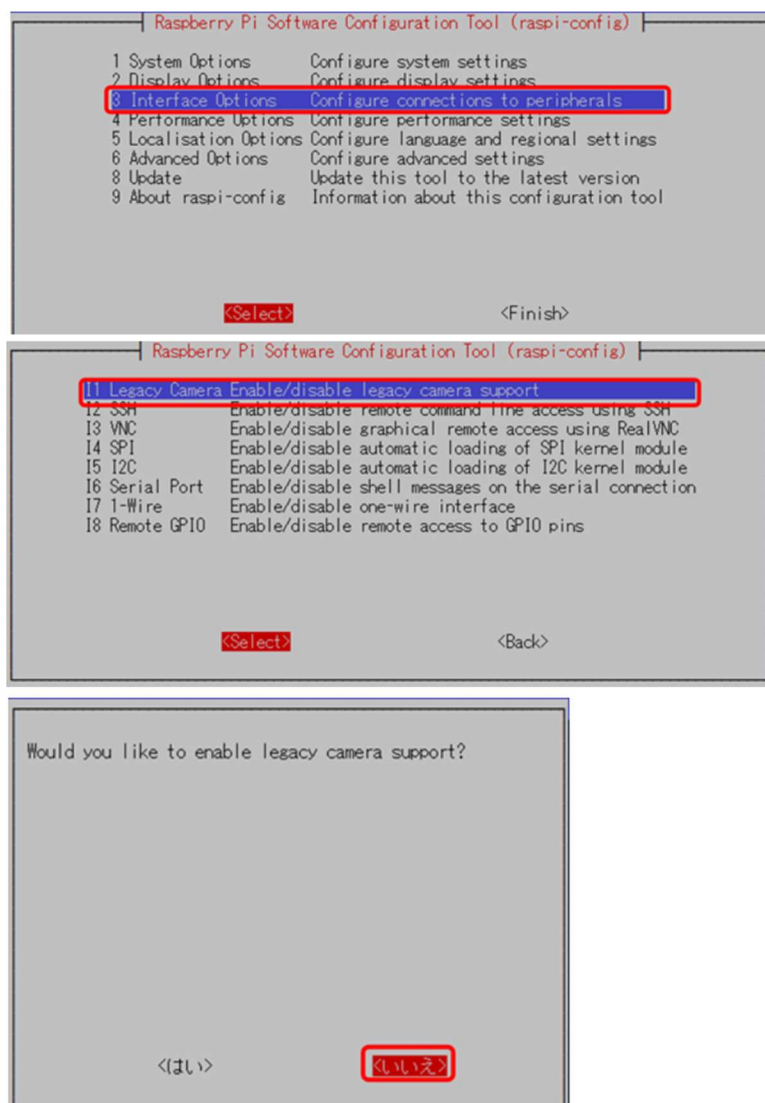 Raspberry Pi Software Configuration Tool (raspi-config)
1 System Options Configure system settings
2 Display Options Configure display settings
3 Interface Options Configure connections to peripherals
4 Performance Options Configure performance settings
5 Localisation Options Configure language and regional settings
6 Advanced Options Configure advanced settings
8 Update Update this tool to the latest version
9 About raspi-config Information about this configuration tool
<Select> <Finish>
Raspberry Pi Software Configuration Tool (raspi-config)
I1 Legacy Camera Enable/disable legacy camera support
I2 SSH Enable/disable remote command line access using SSH
I3 VNC Enable/disable graphical remote access using RealVNC
I4 SPI Enable/disable automatic loading of SPI kernel module
I5 I2C Enable/disable automatic loading of I2C kernel module
I6 Serial Port Enable/disable shell messages on the serial connection
I7 1-Wire Enable/disable one-wire interface
I8 Remote GPIO Enable/disable remote access to GPIO pins
<Select> <Back>
Would you like to enable legacy camera support?
<はい> <いいえ>